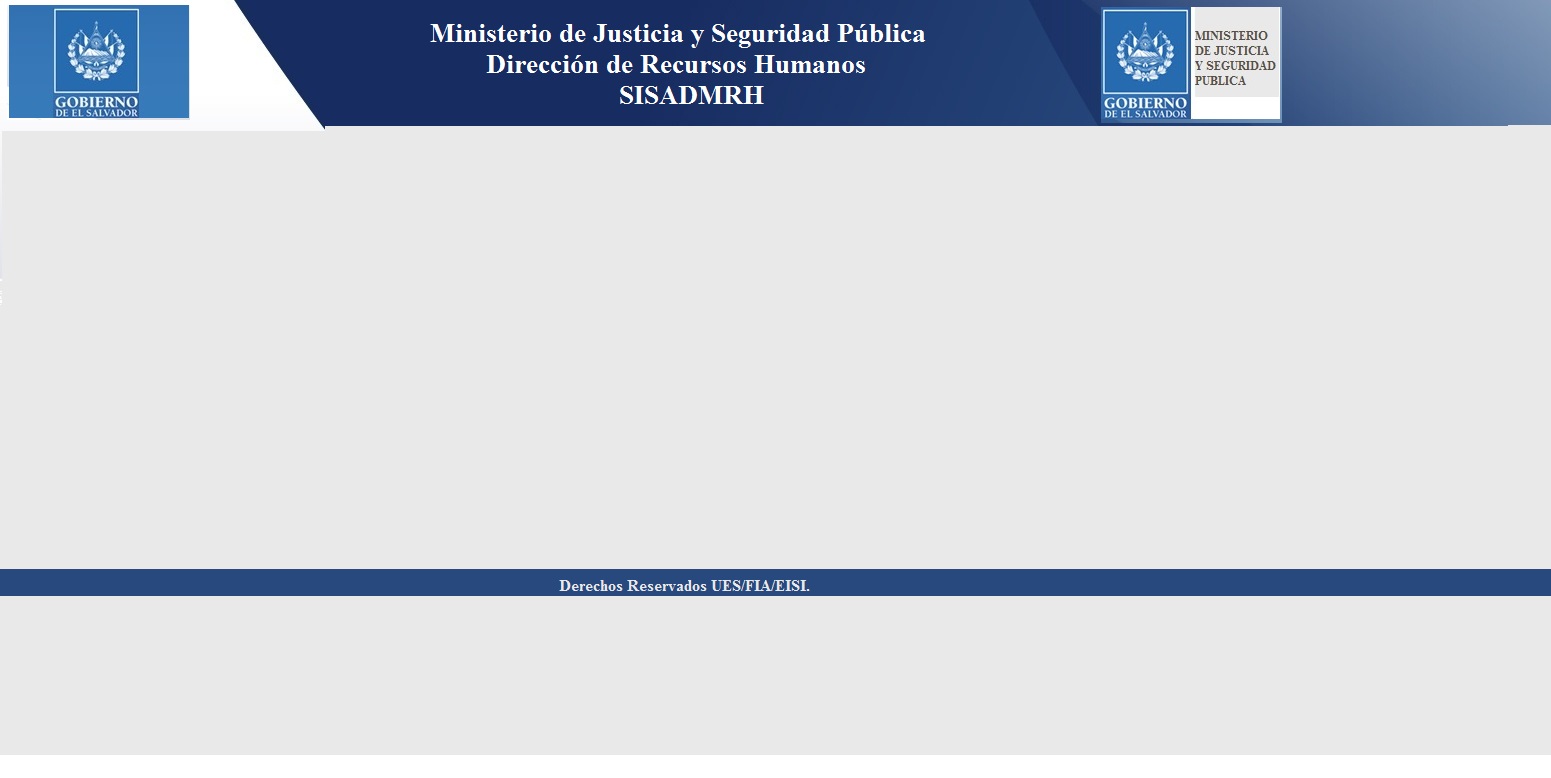 GOBIERNO
DE EL SALVADOR
Ministerio de Justicia y Seguridad Pública
Dirección de Recursos Humanos
SISADMRH
GOBIERNO
DE EL SALVADOR
MINISTERIO
DE JUSTICIA
Y SEGURIDAD
PUBLICA
Derechos Reservados UES/FIA/EISI.